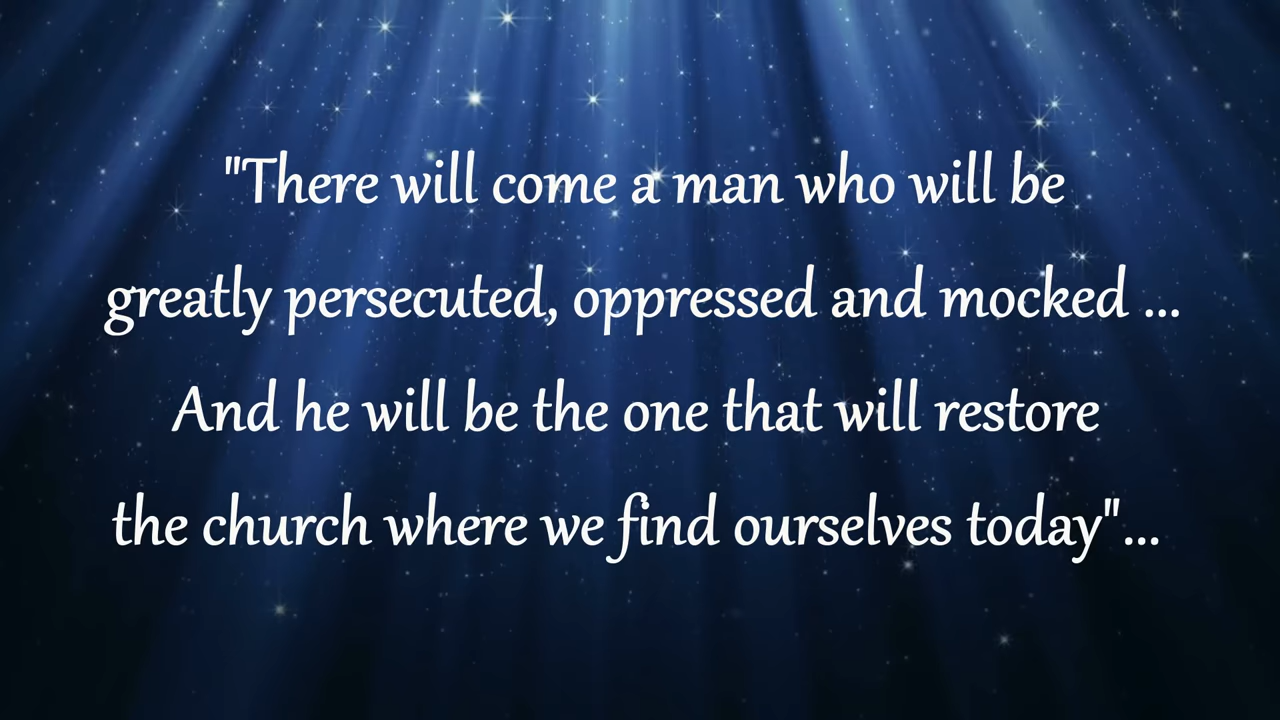 "There will come a man who will be
greatly persecuted, oppressed and mocked ...
And he will be the one that will restore
the church where we find ourselves today"...